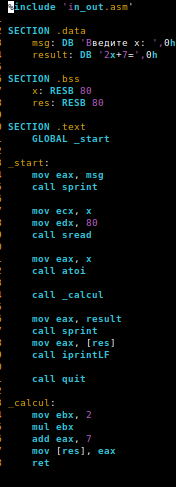 %include 'in_out.asm'
SECTION .data
msg: DB 'Введите x: ',0h
result: DB '2x+7=',0h
SECTION .bss
x: RESB 80
res: RESB 80
SECTION .text
GLOBAL _start
_start:
mov eax, msg
call sprint
mov ecx, x
mov edx, 80
call sread
mov eax, x
call atoi
call _calcul
mov eax, result
call sprint
mov eax, [res]
call iprintLF
call quit
_calcul:
mov ebx, 2
mul ebx
add eax, 7
mov [res], eax
ret